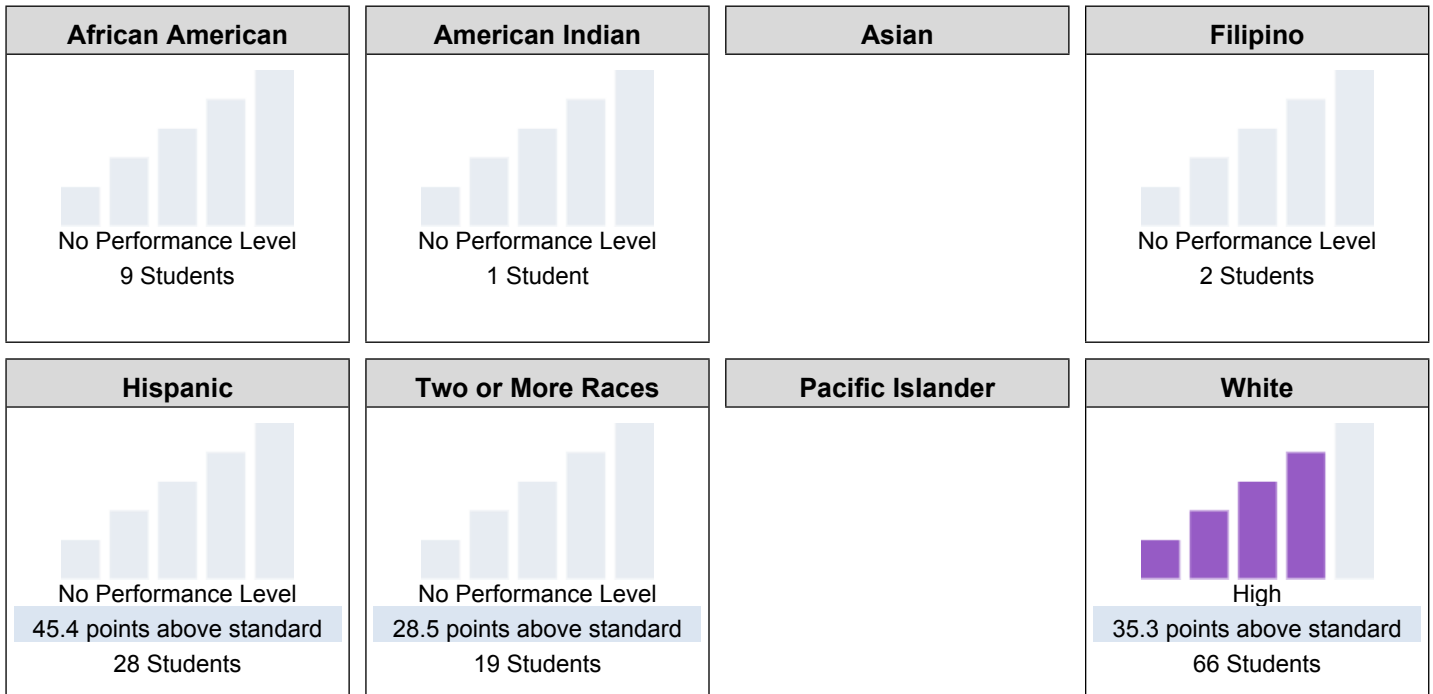 African American
No Performance Level
9 Students
American Indian
No Performance Level
1 Student
Asian
Filipino
No Performance Level
2 Students
Hispanic
No Performance Level
45.4 points above standard
28 Students
Two or More Races
No Performance Level
28.5 points above standard
19 Students
Pacific Islander
White
High
35.3 points above standard
66 Students